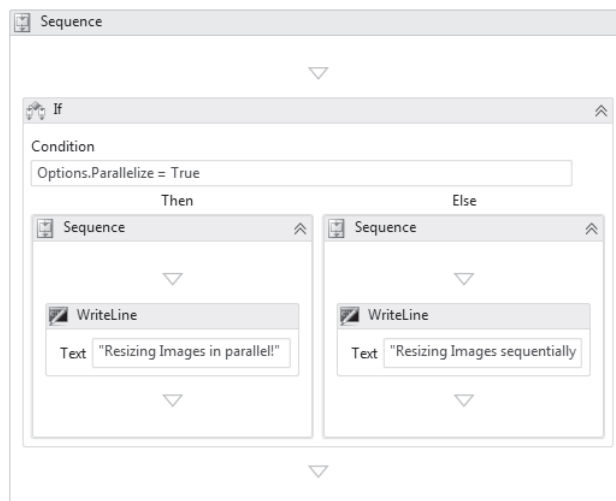 Sequence
If
Condition
Options.Parallelize = True
Then Else
Sequence Sequence
WriteLine WriteLine
Text "Resizing Images in parallel!" Text "Resizing Images sequentially